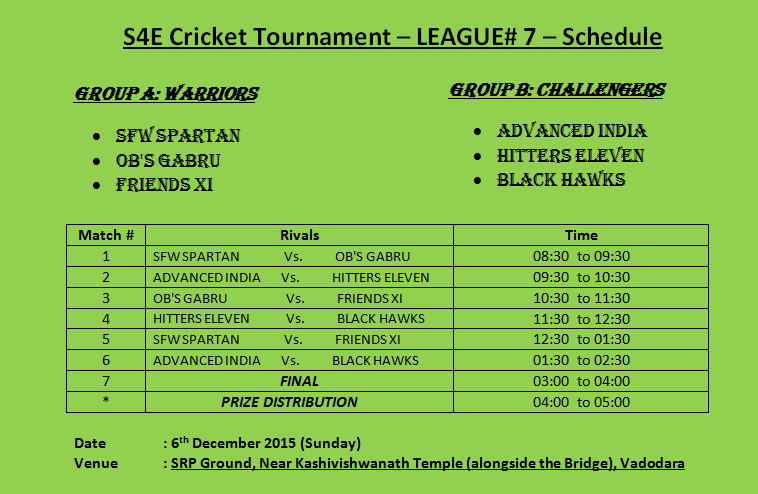 S4E Cricket Tournament – LEAGUE# 7 – Schedule
GROUP A: WARRIORS
• SFW SPARTAN
• OB'S GABRU
• FRIENDS XI
GROUP B: CHALLENGERS
• ADVANCED INDIA
• HITTERS ELEVEN
• BLACK HAWKS
Match # Rivals Time
1 SFW SPARTAN Vs. OB'S GABRU 08:30 to 09:30
2 ADVANCED INDIA Vs. HITTERS ELEVEN 09:30 to 10:30
3 OB'S GABRU Vs. FRIENDS XI 10:30 to 11:30
4 HITTERS ELEVEN Vs. BLACK HAWKS 11:30 to 12:30
5 SFW SPARTAN Vs. FRIENDS XI 12:30 to 01:30
6 ADVANCED INDIA Vs. BLACK HAWKS 01:30 to 02:30
7 FINAL 03:00 to 04:00
* PRIZE DISTRIBUTION 04:00 to 05:00
Date : 6th December 2015 (Sunday)
Venue : SRP Ground, Near Kashivishwanath Temple (alongside the Bridge), Vadodara